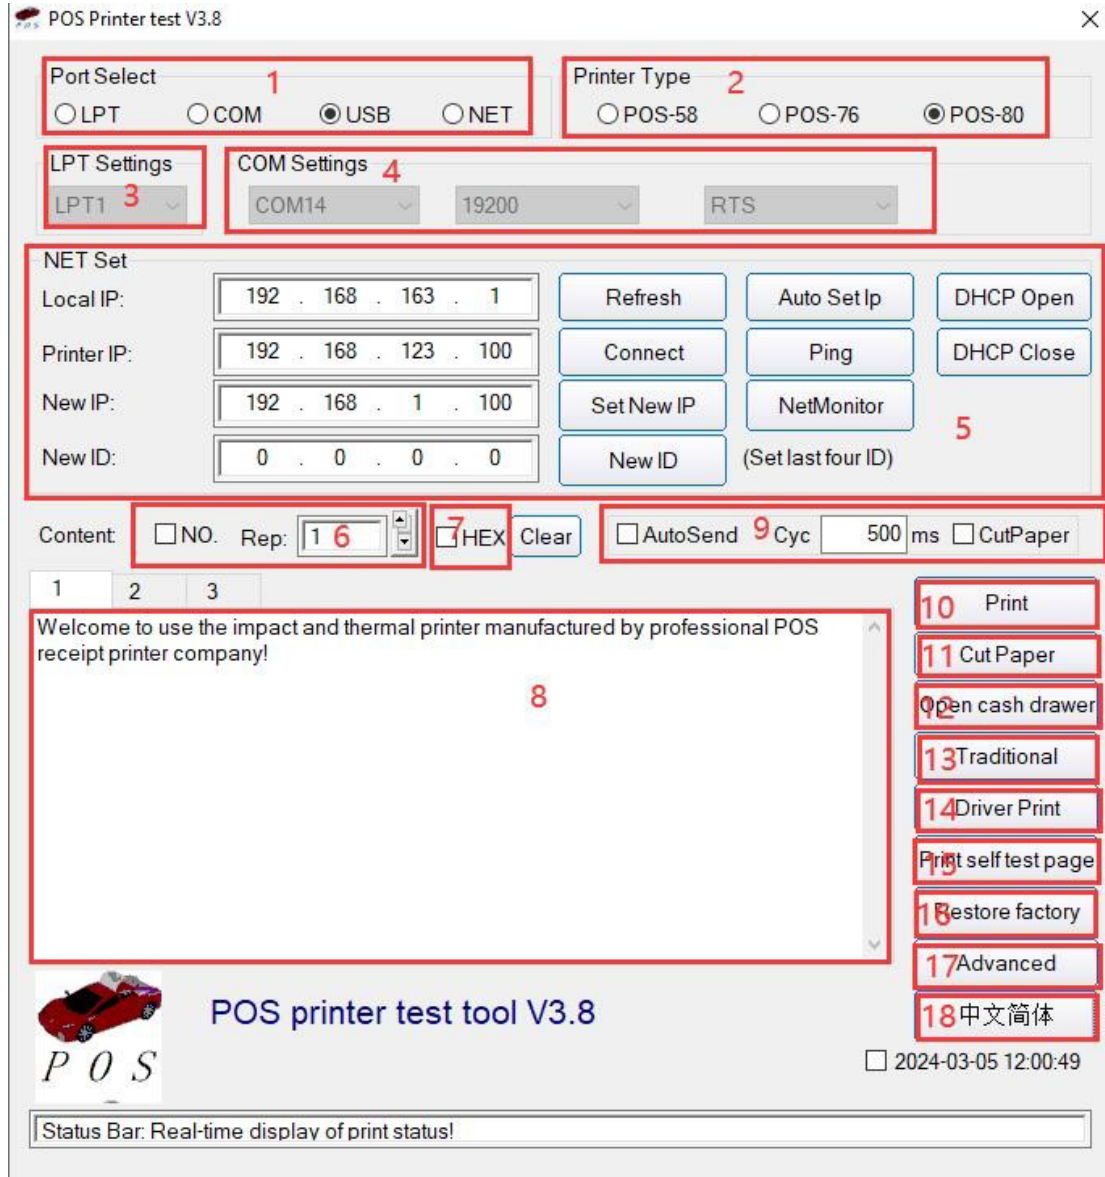 POS Printer test V3.8
Port Select 1
LPT COM USB NET
Printer Type 2
POS-58 POS-76 POS-80
LPT Settings
LPT1 3
COM Settings 4
COM14 19200 RTS
NET Set
Local IP: 192 . 168 . 163 . 1 Refresh Auto Set Ip DHCP Open
Printer IP: 192 . 168 . 123 . 100 Connect Ping DHCP Close
New IP: 192 . 168 . 1 . 100 Set New IP NetMonitor 5
New ID: 0 . 0 . 0 . 0 New ID (Set last four ID)
Content: NO. Rep: 1 6 7 HEX Clear AutoSend 9 Cyc 500 ms CutPaper
1 2 3
Welcome to use the impact and thermal printer manufactured by professional POS
receipt printer company!
8
10 Print
11 Cut Paper
12 Open cash drawer
13 Traditional
14 Driver Print
15 Print self test page
16 Restore factory
17 Advanced
18 中文简体
POS
POS printer test tool V3.8
P O S
2024-03-05 12:00:49
Status Bar: Real-time display of print status!